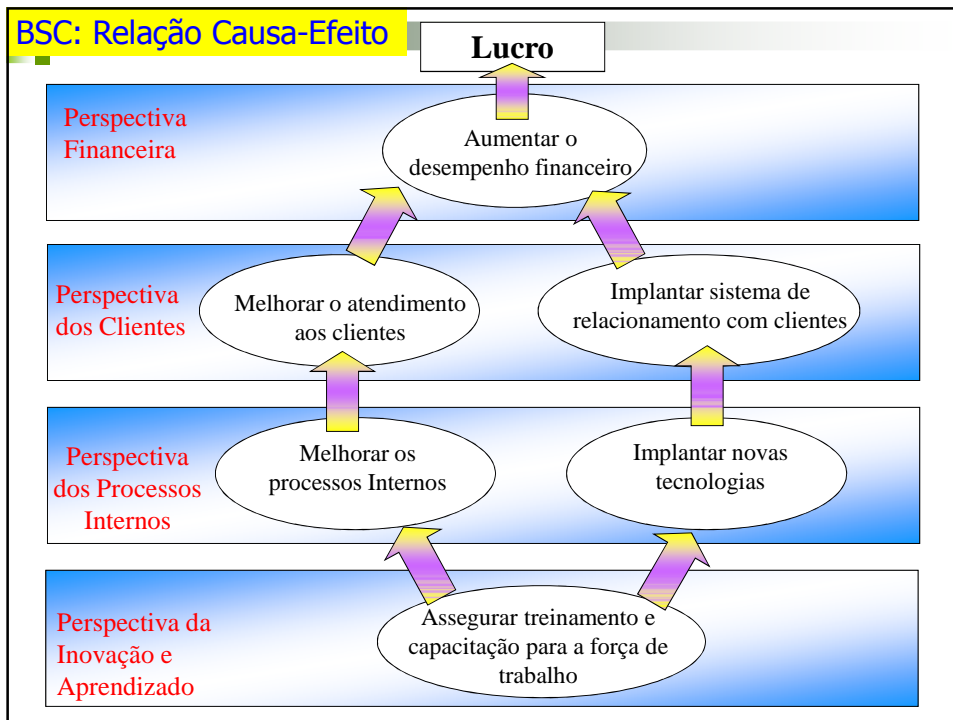 BSC: Relação Causa-Efeito
Lucro
Perspectiva
Financeira
Aumentar o
desempenho financeiro
Perspectiva
dos Clientes
Melhorar o atendimento
aos clientes
Implantar sistema de
relacionamento com clientes
Perspectiva
dos Processos
Internos
Melhorar os
processos Internos
Implantar novas
tecnologias
Perspectiva da
Inovação e
Aprendizado
Assegurar treinamento e
capacitação para a força de
trabalho